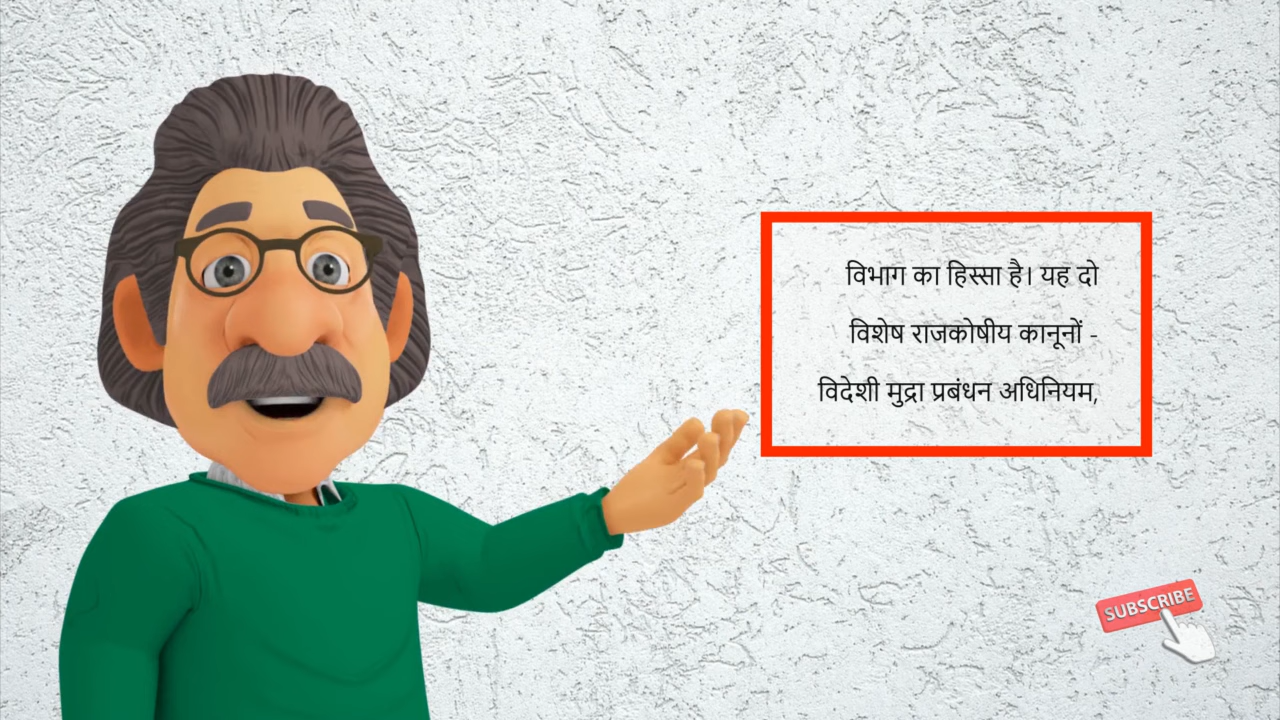 विभाग का हिस्सा है। यह दो
विशेष राजकोषीय कानूनों -
विदेशी मुद्रा प्रबंधन अधिनियम,
SUBSCRIBE